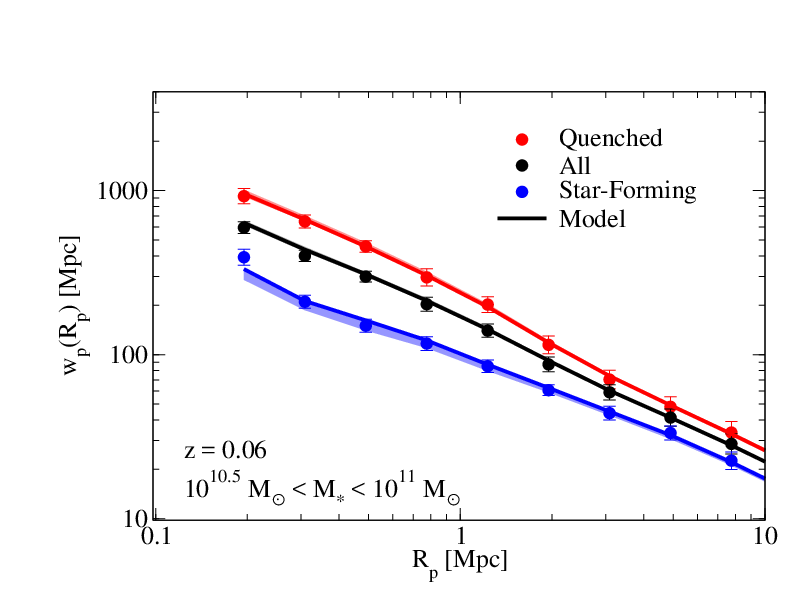 Quenched
All
Star-Forming
Model
1000
100
10
w_p(R_p) [Mpc]
z = 0.06
10^10.5 M_⊙ < M_* < 10^11 M_⊙
0.1 1 10
R_p [Mpc]